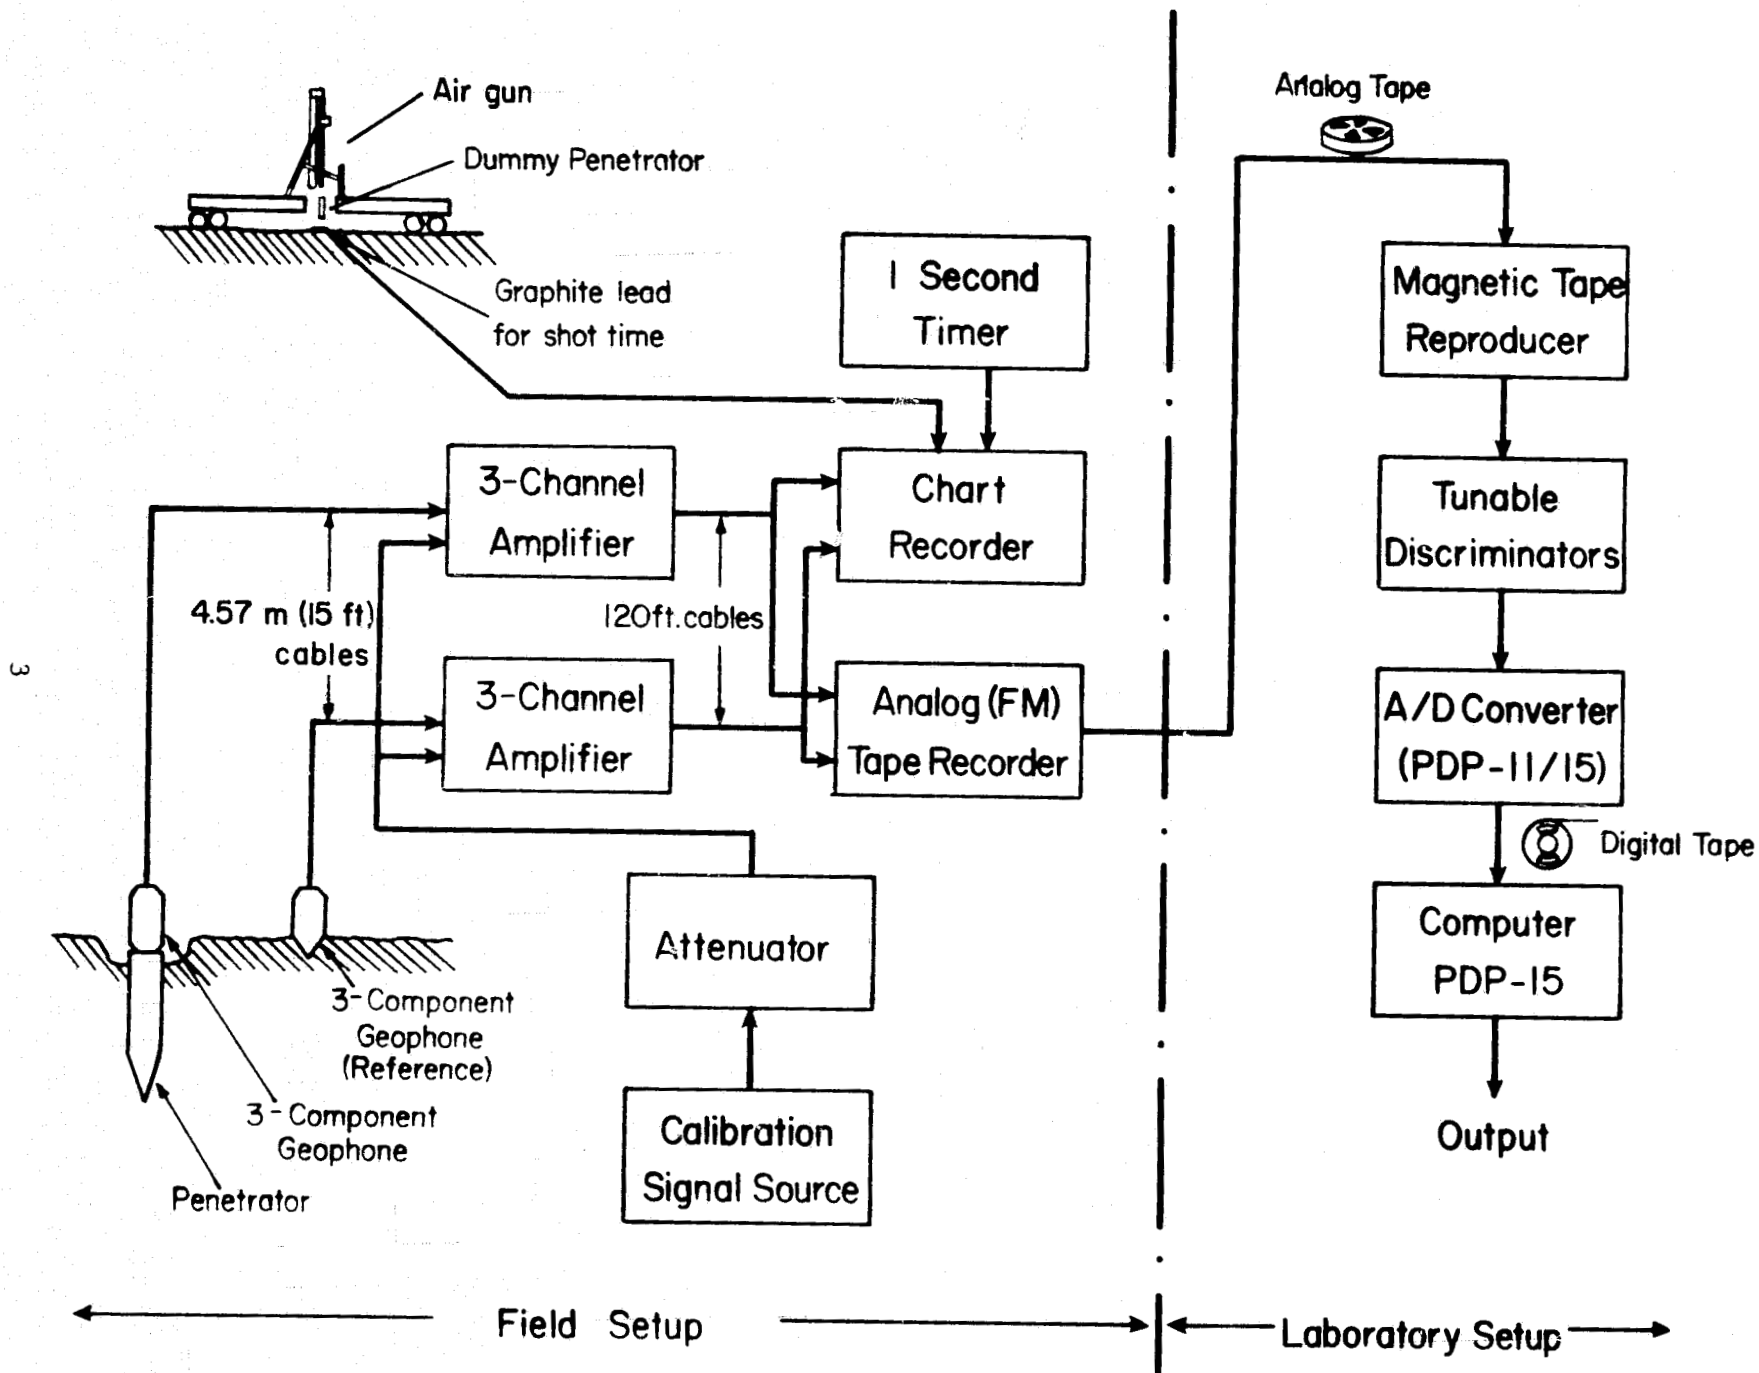 Air gun
Dummy Penetrator
Graphite lead
for shot time
1 Second
Timer
3-Channel
Amplifier
Chart
Recorder
4.57 m (15 ft)
cables
120ft. cables
3-Channel
Amplifier
Analog (FM)
Tape Recorder
Attenuator
Calibration
Signal Source
3-Component
Geophone
(Reference)
3-Component
Geophone
Penetrator
Field Setup
Analog Tape
Magnetic Tape
Reproducer
Tunable
Discriminators
A/D Converter
(PDP-11/15)
Digital Tape
Computer
PDP-15
Output
Laboratory Setup
3